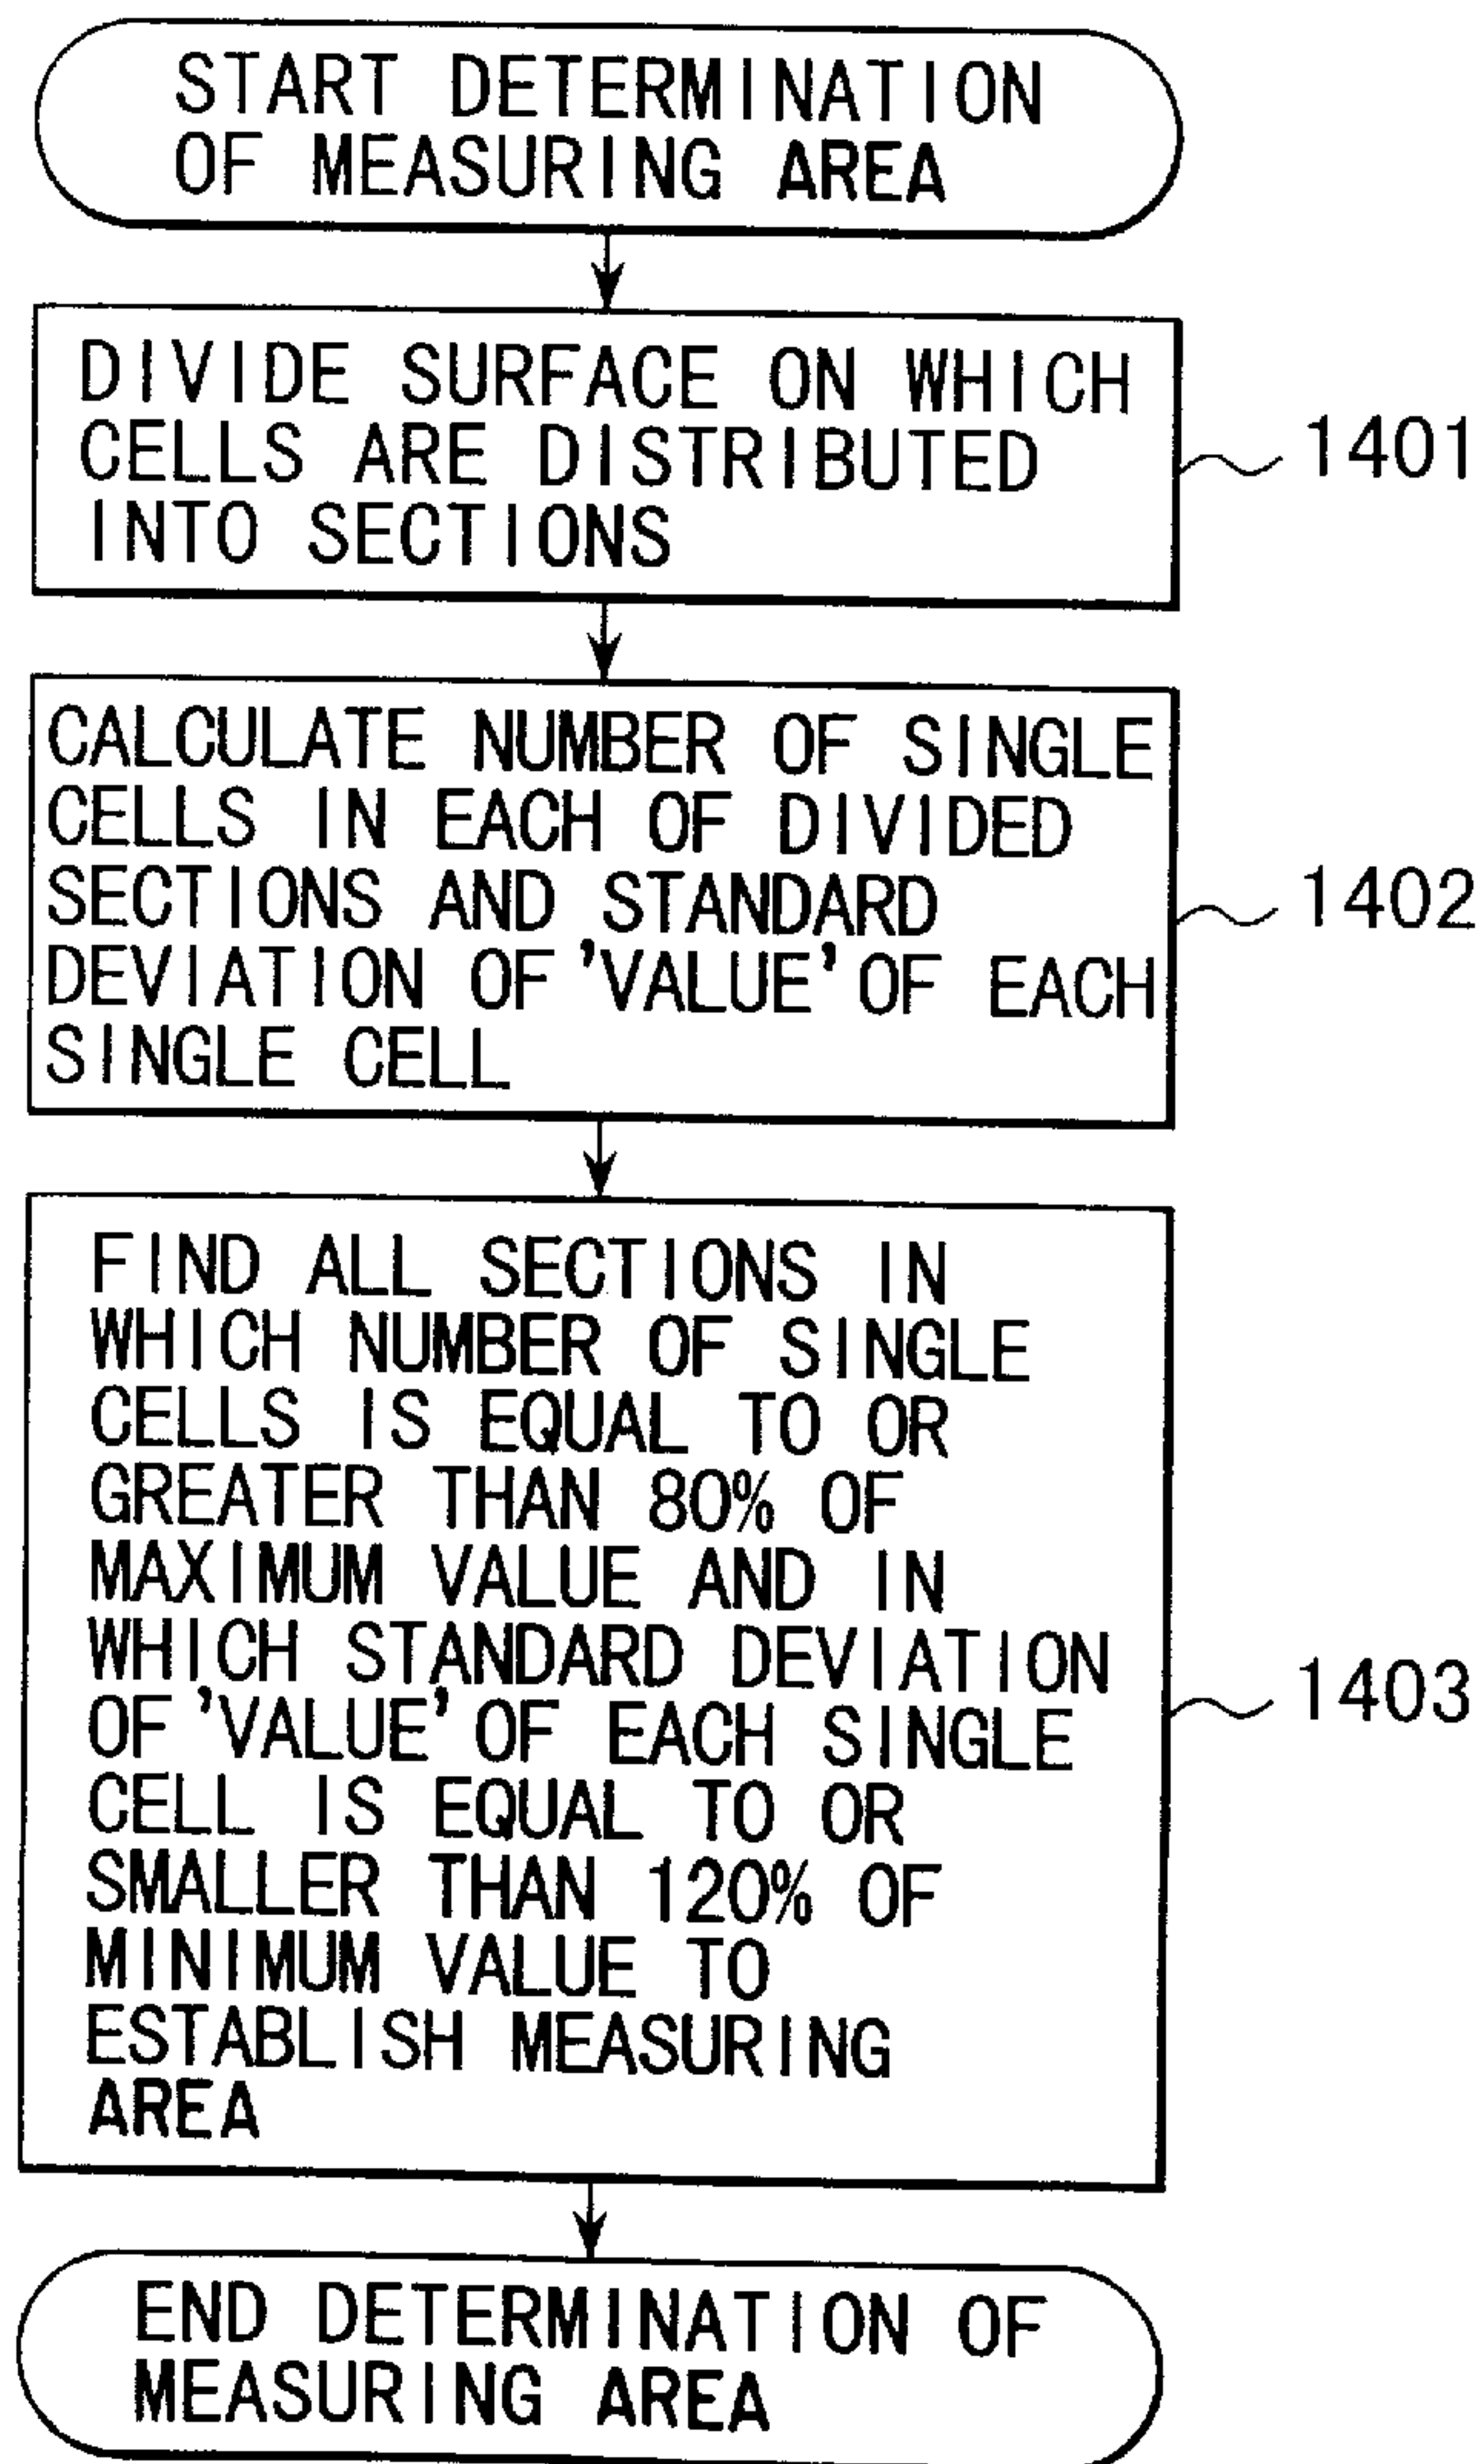 START DETERMINATION
OF MEASURING AREA
DIVIDE SURFACE ON WHICH
CELLS ARE DISTRIBUTED
INTO SECTIONS
1401
CALCULATE NUMBER OF SINGLE
CELLS IN EACH OF DIVIDED
SECTIONS AND STANDARD
DEVIATION OF 'VALUE' OF EACH
SINGLE CELL
1402
FIND ALL SECTIONS IN
WHICH NUMBER OF SINGLE
CELLS IS EQUAL TO OR
GREATER THAN 80% OF
MAXIMUM VALUE AND IN
WHICH STANDARD DEVIATION
OF 'VALUE' OF EACH SINGLE
CELL IS EQUAL TO OR
SMALLER THAN 120% OF
MINIMUM VALUE TO
ESTABLISH MEASURING
AREA
1403
END DETERMINATION OF
MEASURING AREA